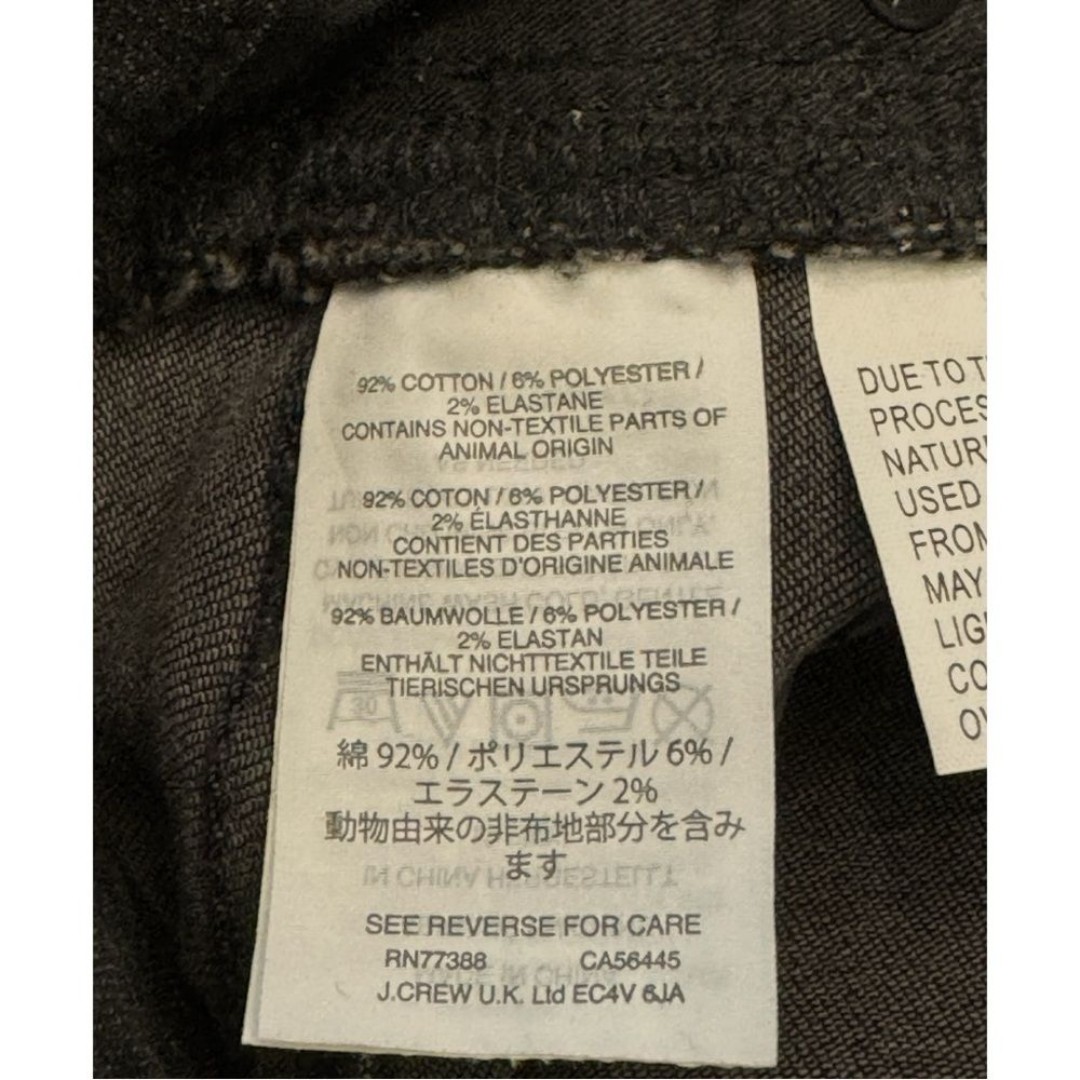 92% COTTON / 6% POLYESTER /
2% ELASTANE
CONTAINS NON-TEXTILE PARTS OF
ANIMAL ORIGIN
92% COTON / 6% POLYESTER /
2% ÉLASTHANNE
CONTIENT DES PARTIES
NON-TEXTILES D'ORIGINE ANIMALE
92% BAUMWOLLE / 6% POLYESTER /
2% ELASTAN
ENTHÄLT NICHTTEXTILE TEILE
TIERISCHEN URSPRUNGS
綿 92% / ポリエステル 6% /
エラステーン 2%
動物由来の非布地部分を含み
ます
SEE REVERSE FOR CARE
RN77388 CA56445
J.CREW U.K. Ltd EC4V 6JA
DUE TO T
PROCES
NATUR
USED
FROM
MAY
LIG
CO